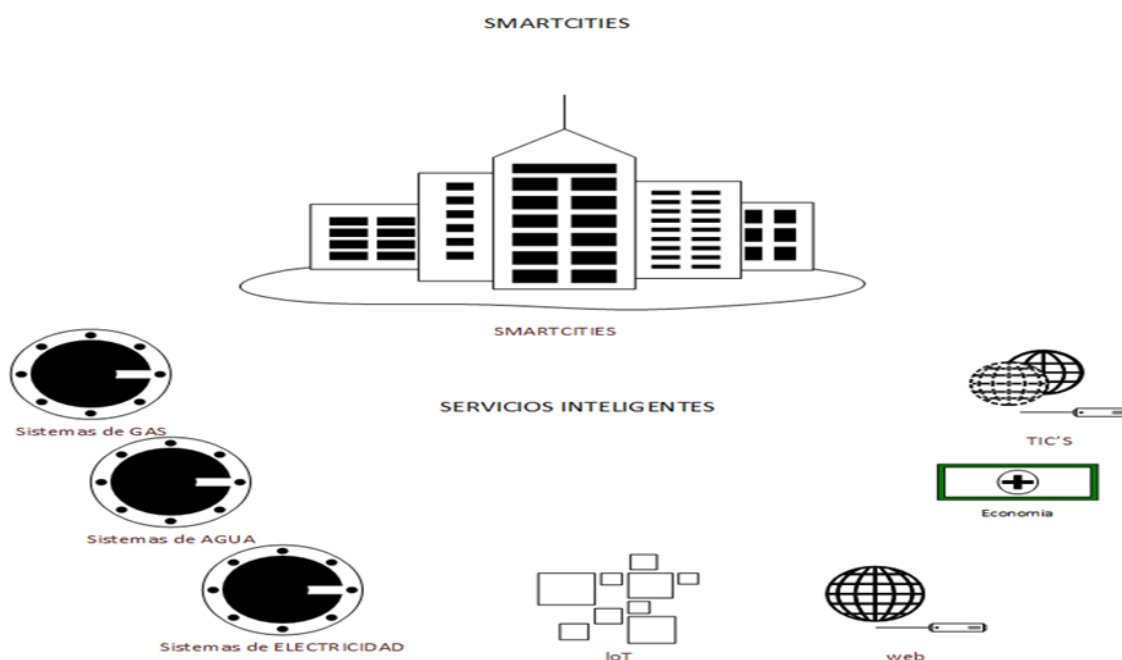 SMARTCITIES
SMARTCITIES
SERVICIOS INTELIGENTES
Sistemas de GAS
TIC'S
Economia
Sistemas de AGUA
Sistemas de ELECTRICIDAD
IoT
web